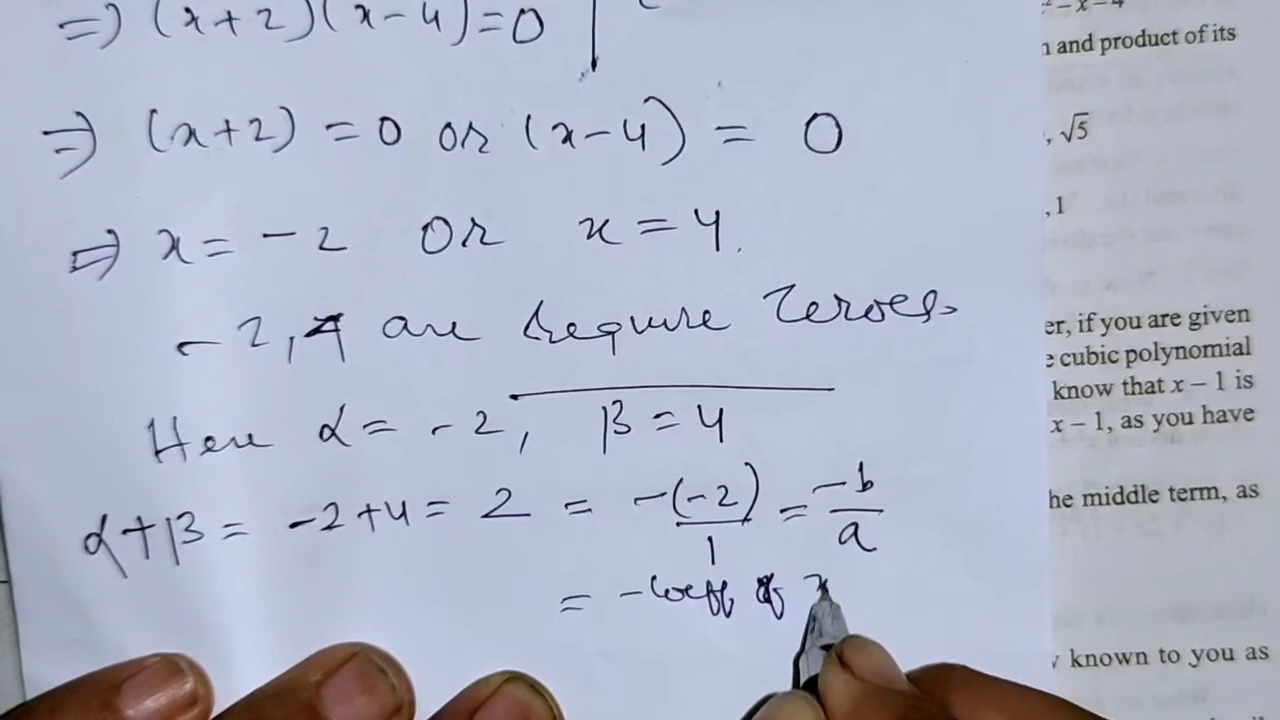 ⇒ (x+2)(x-4)=0
⇒ (x+2) = 0 or (x-4) = 0
⇒ x = -2 or x = 4.
-2, 4 are require zeroes.
Here α = -2, β = 4
α+β = -2+4 = 2 = -(-2)/1 = -b/a
= -coeff of x
- x - 4
and product of its
, √5
, 1
er, if you are given
cubic polynomial
know that x – 1 is
x – 1, as you have
he middle term, as
known to you as